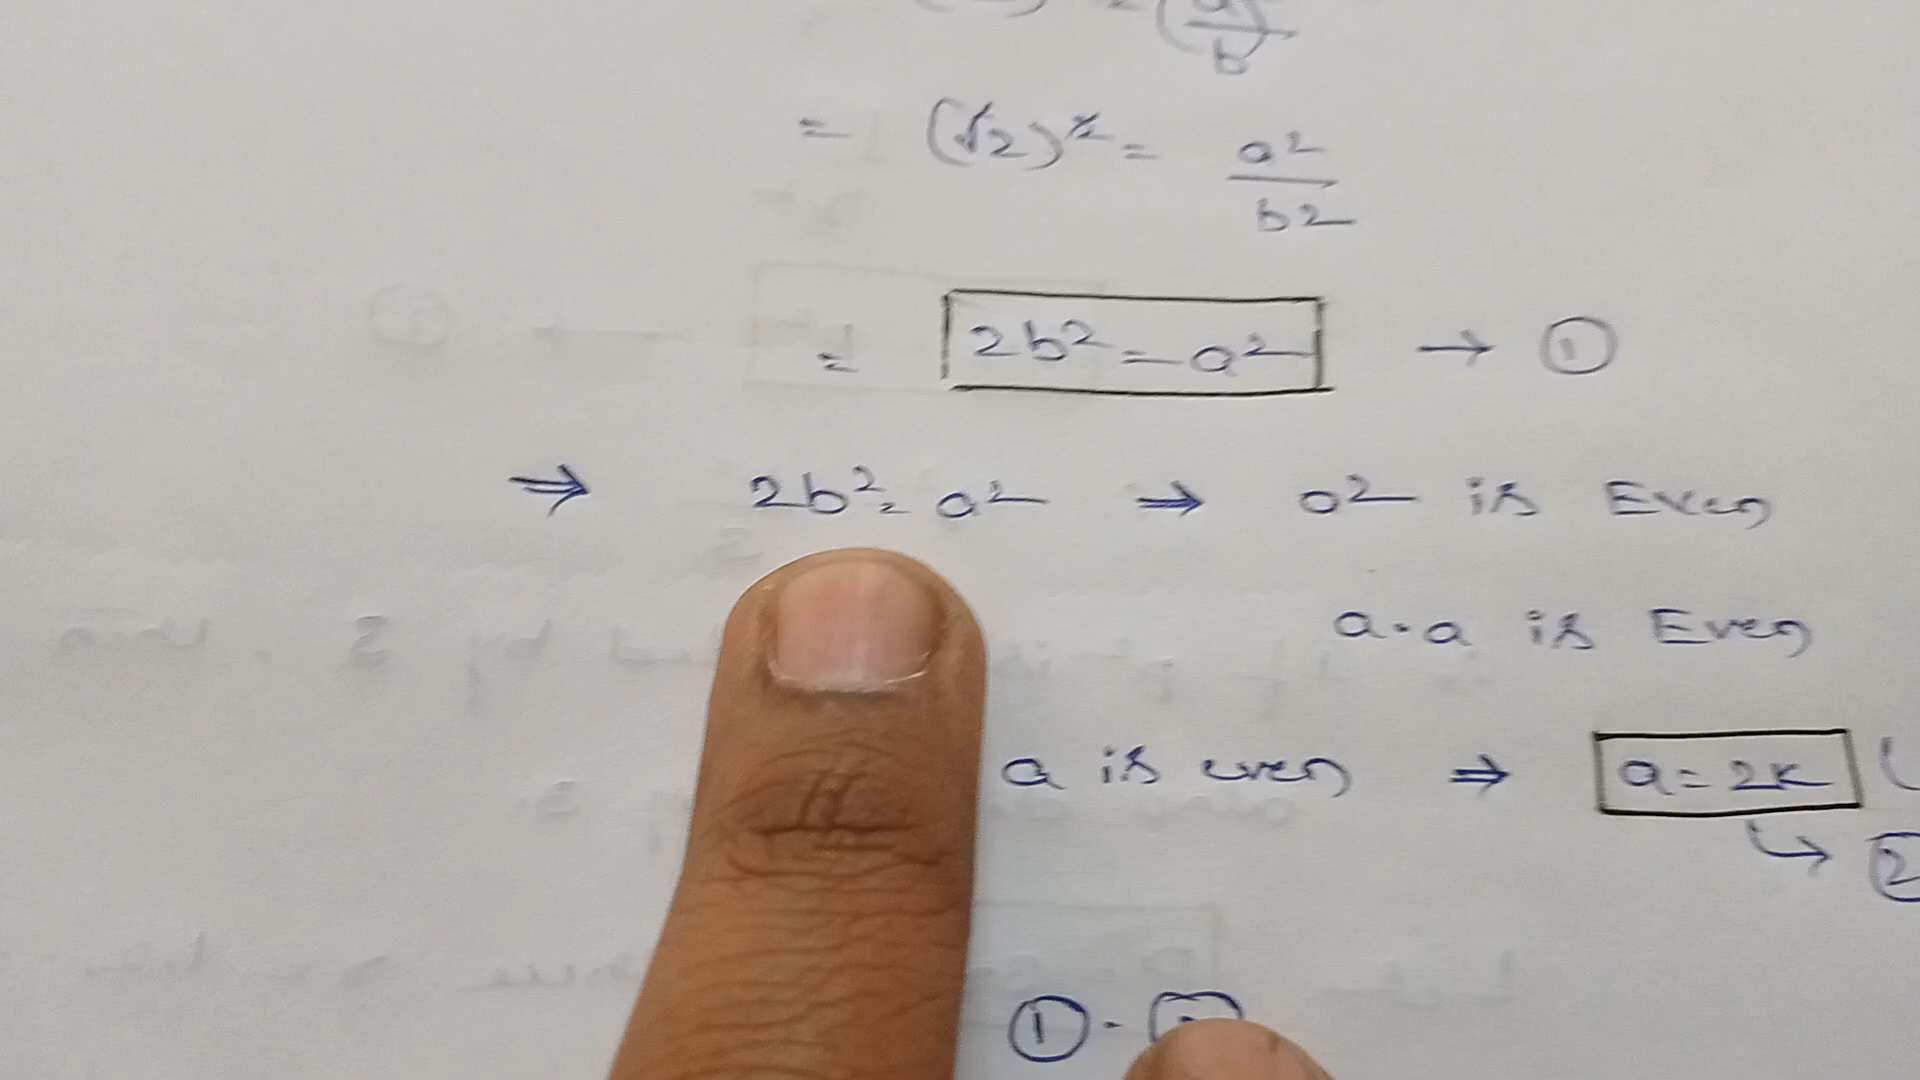 a/b
= (√2)² = a²/b²
= 2b² = a² → ①
⇒ 2b² = a² ⇒ a² is Even
a.a is Even
a is even ⇒ a = 2k
↳ ②
① -